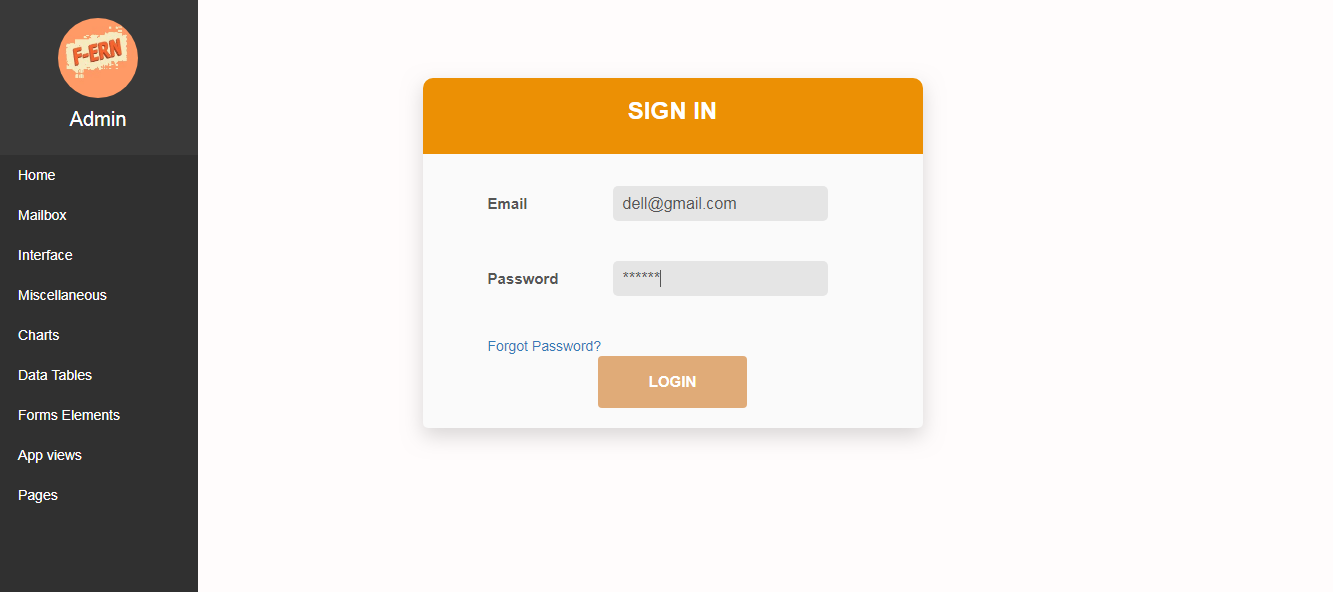 F-ERN
Admin
Home
Mailbox
Interface
Miscellaneous
Charts
Data Tables
Forms Elements
App views
Pages
SIGN IN
Email dell@gmail.com
Password ******
Forgot Password?
LOGIN